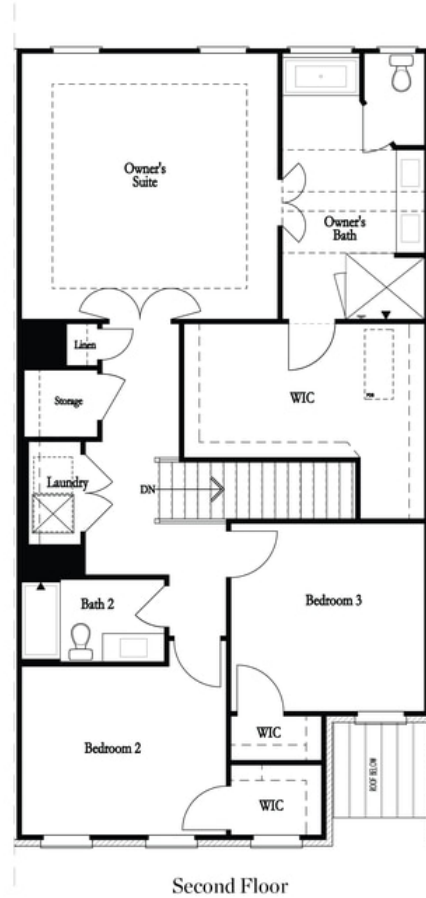 Owner's
Suite
Owner's
Bath
Linen
Storage
WIC
Laundry
DN
Bath 2
Bedroom 3
Bedroom 2
WIC
WIC
ROOF BELOW
Second Floor